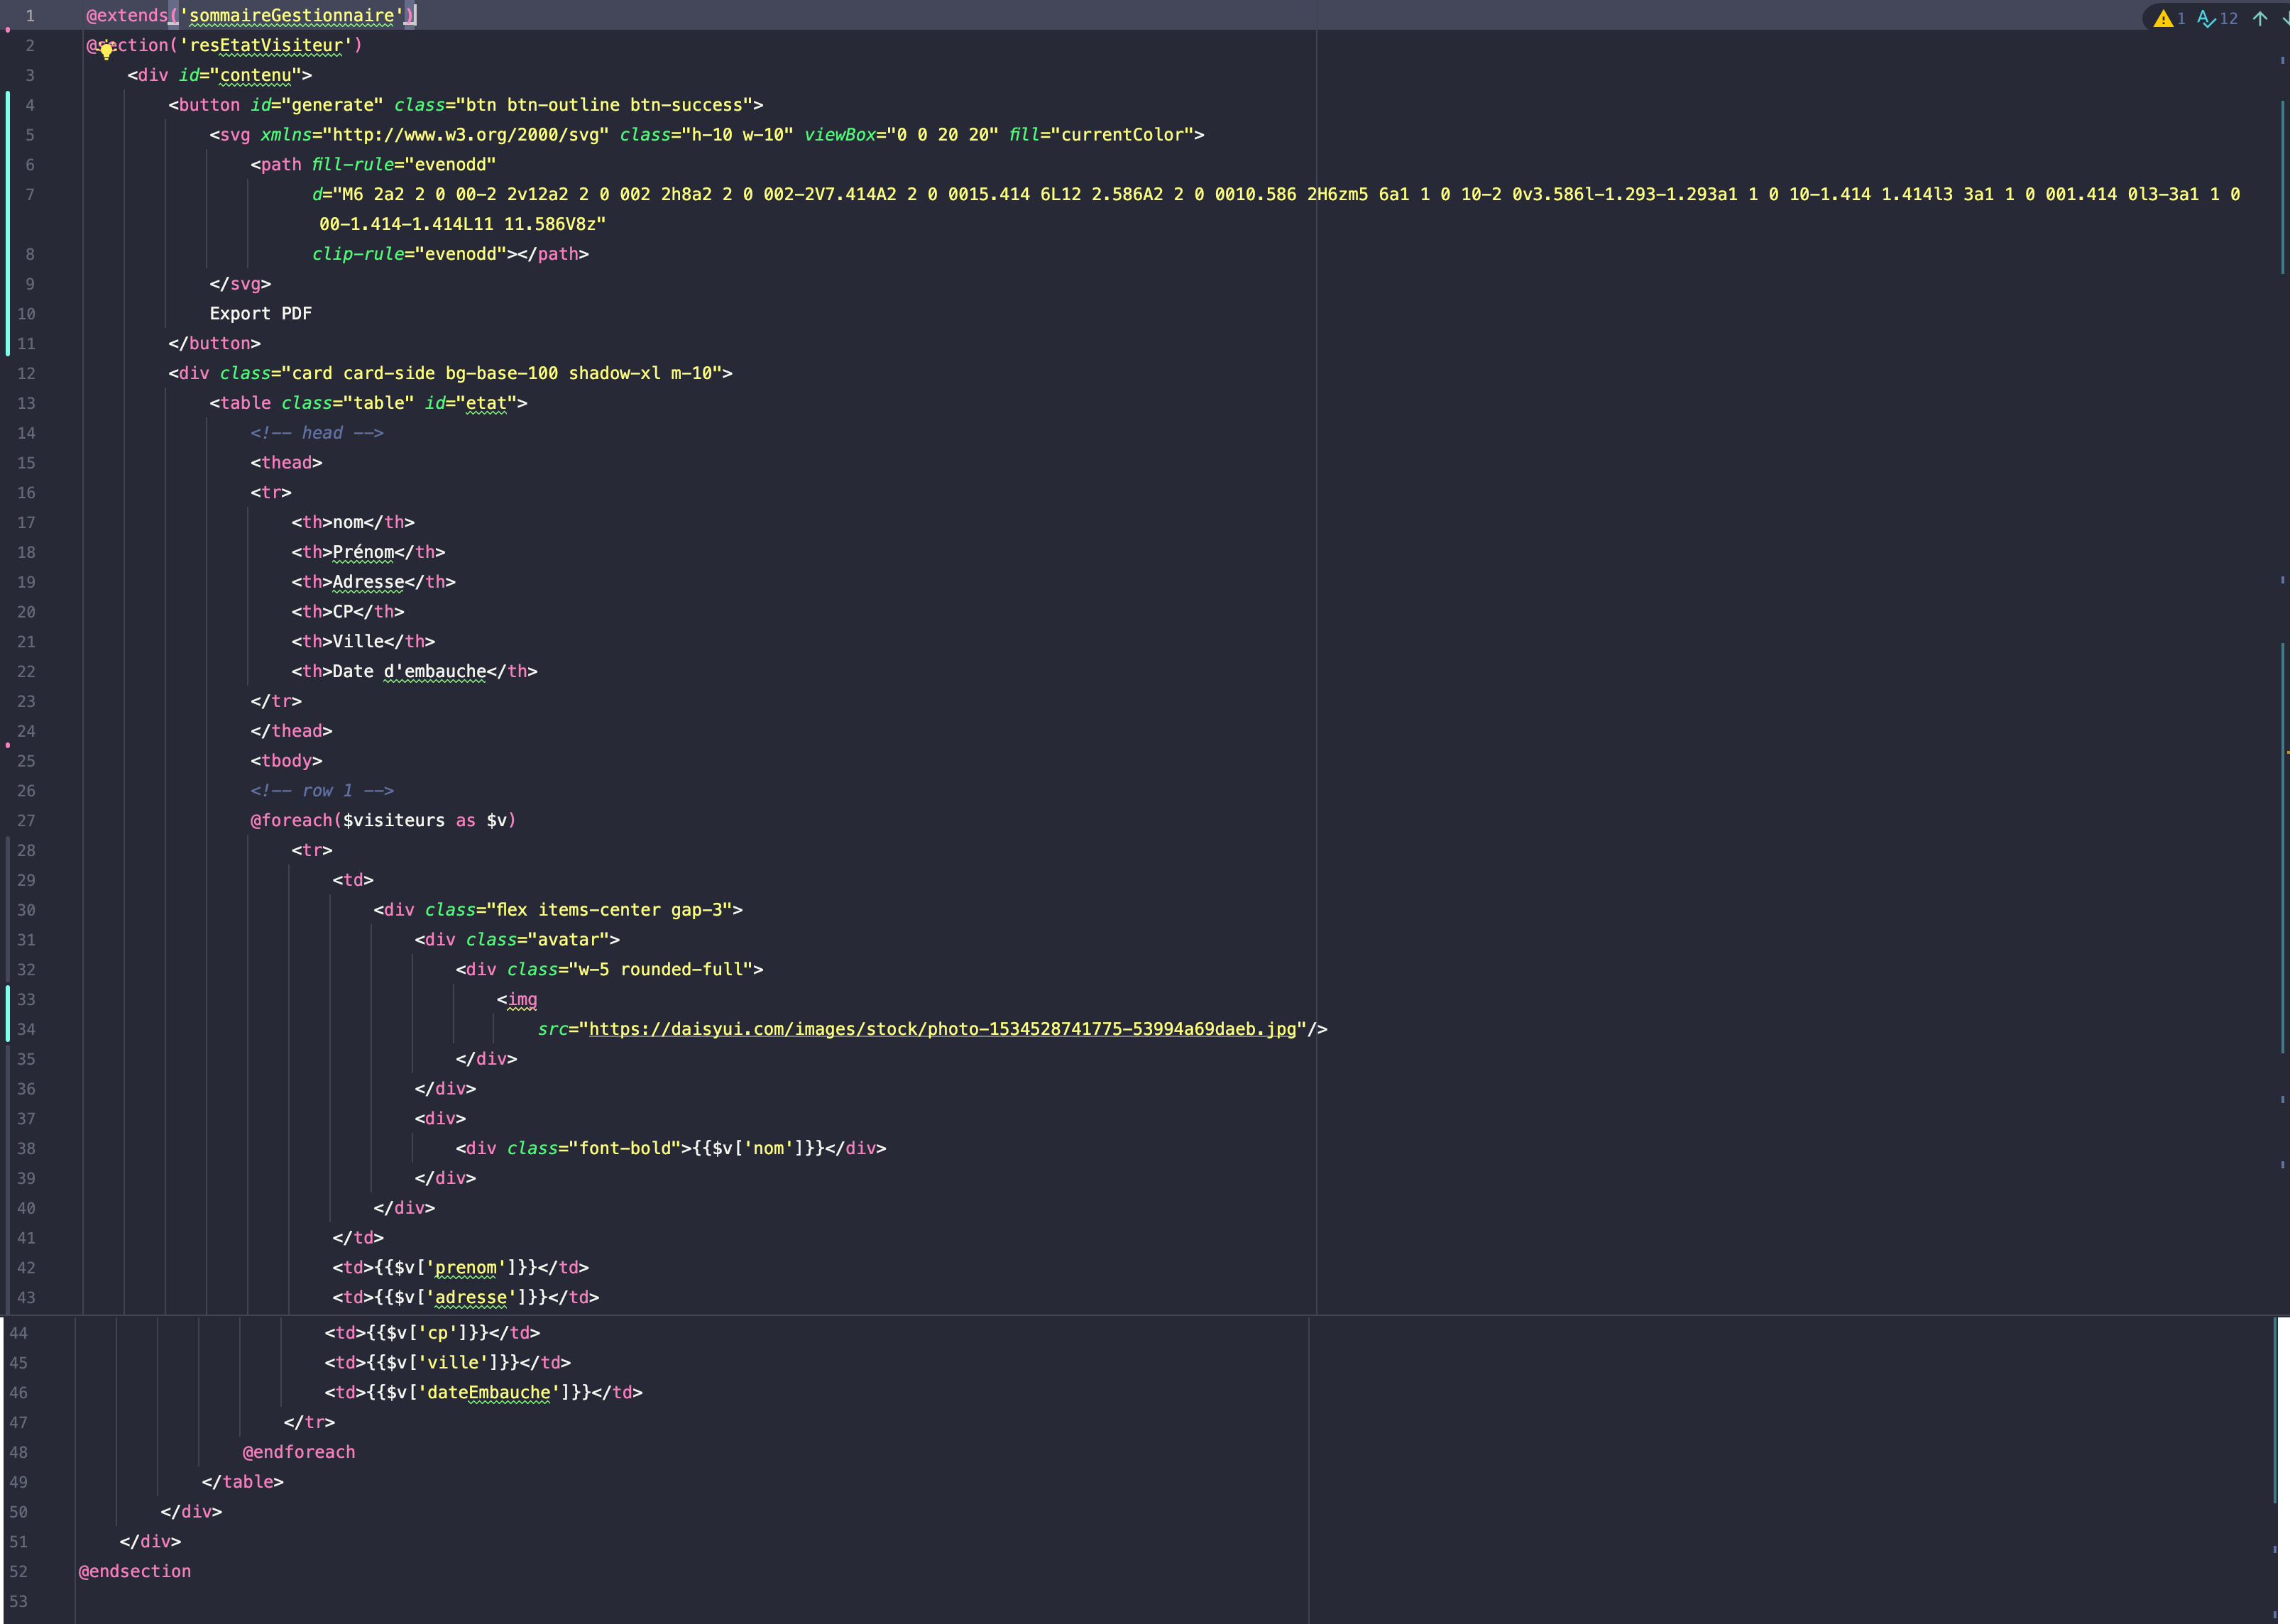 1 @extends('sommaireGestionnaire')
2 @section('resEtatVisiteur')
3 <div id="contenu">
4 <button id="generate" class="btn btn-outline btn-success">
5 <svg xmlns="http://www.w3.org/2000/svg" class="h-10 w-10" viewBox="0 0 20 20" fill="currentColor">
6 <path fill-rule="evenodd"
7 d="M6 2a2 2 0 00-2 2v12a2 2 0 002 2h8a2 2 0 002-2V7.414A2 2 0 0015.414 6L12 2.586A2 2 0 0010.586 2H6zm5 6a1 1 0 10-2 0v3.586l-1.293-1.293a1 1 0 10-1.414 1.414l3 3a1 1 0 001.414 0l3-3a1 1 0
00-1.414-1.414L11 11.586V8z"
8 clip-rule="evenodd"></path>
9 </svg>
10 Export PDF
11 </button>
12 <div class="card card-side bg-base-100 shadow-xl m-10">
13 <table class="table" id="etat">
14 <!-- head -->
15 <thead>
16 <tr>
17 <th>nom</th>
18 <th>Prénom</th>
19 <th>Adresse</th>
20 <th>CP</th>
21 <th>Ville</th>
22 <th>Date d'embauche</th>
23 </tr>
24 </thead>
25 <tbody>
26 <!-- row 1 -->
27 @foreach($visiteurs as $v)
28 <tr>
29 <td>
30 <div class="flex items-center gap-3">
31 <div class="avatar">
32 <div class="w-5 rounded-full">
33 <img
34 src="https://daisyui.com/images/stock/photo-1534528741775-53994a69daeb.jpg"/>
35 </div>
36 </div>
37 <div>
38 <div class="font-bold">{{$v['nom']}}</div>
39 </div>
40 </div>
41 </td>
42 <td>{{$v['prenom']}}</td>
43 <td>{{$v['adresse']}}</td>
44 <td>{{$v['cp']}}</td>
45 <td>{{$v['ville']}}</td>
46 <td>{{$v['dateEmbauche']}}</td>
47 </tr>
48 @endforeach
49 </table>
50 </div>
51 </div>
52 @endsection
53
1 12